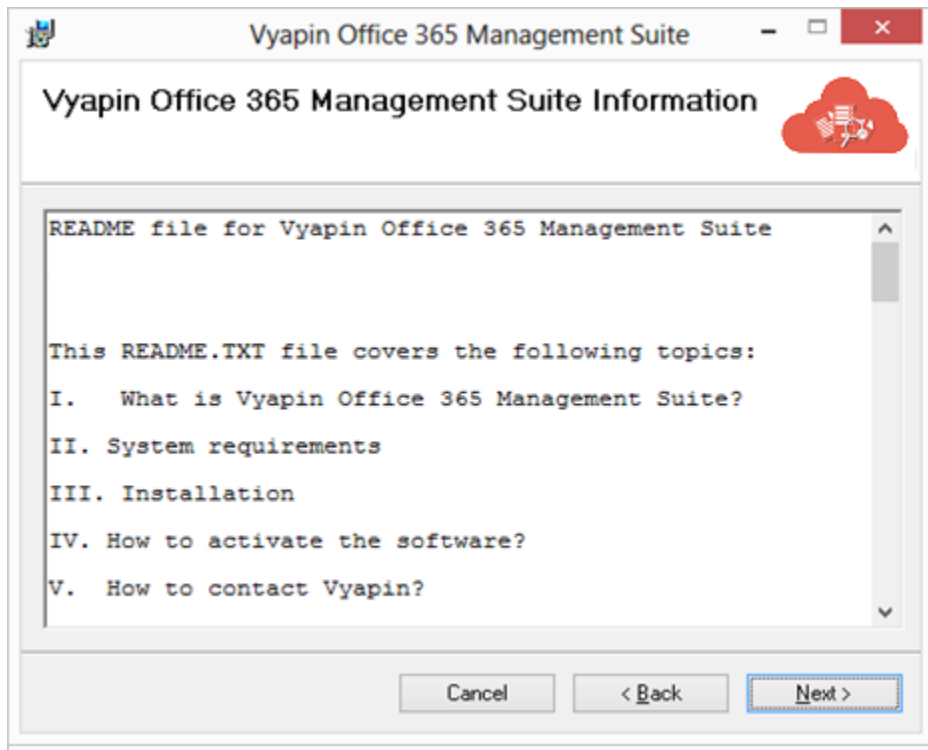 Vyapin Office 365 Management Suite
Vyapin Office 365 Management Suite Information
README file for Vyapin Office 365 Management Suite
This README.TXT file covers the following topics:
I.   What is Vyapin Office 365 Management Suite?
II. System requirements
III. Installation
IV. How to activate the software?
V.  How to contact Vyapin?
Cancel
< Back
Next >